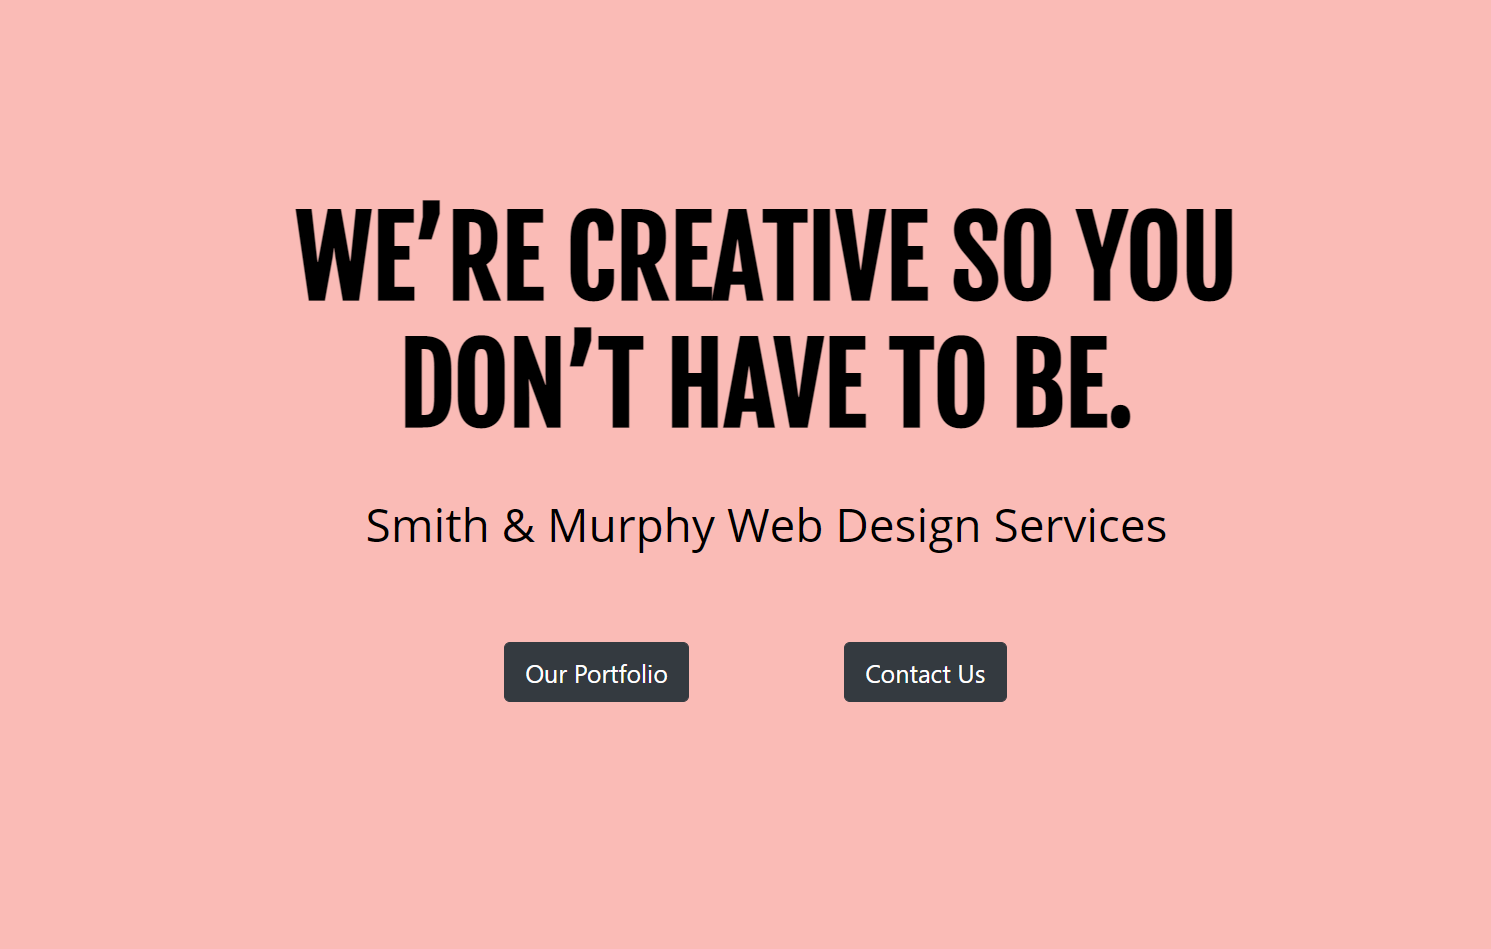 WE’RE CREATIVE SO YOU
DON’T HAVE TO BE.
Smith & Murphy Web Design Services
Our Portfolio
Contact Us